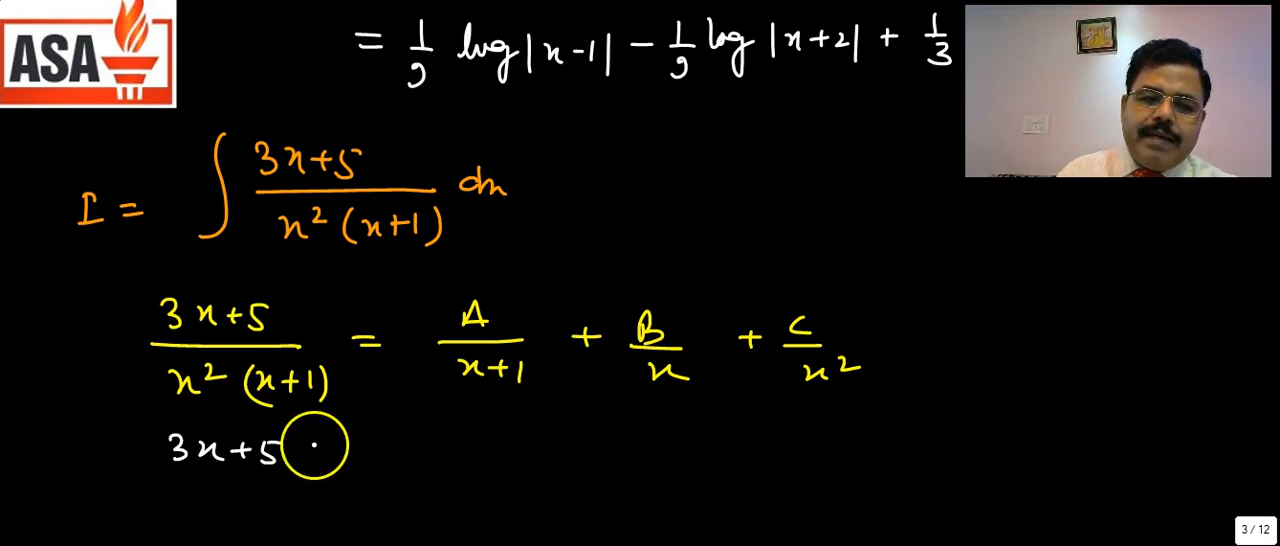 ASA
= 1/9 log|x-1| - 1/9 log|x+2| + 1/3
I = ∫ (3x+5)/(x²(x+1)) dx
(3x+5)/(x²(x+1)) = A/(x+1) + B/x + C/x²
3x+5
3 / 12